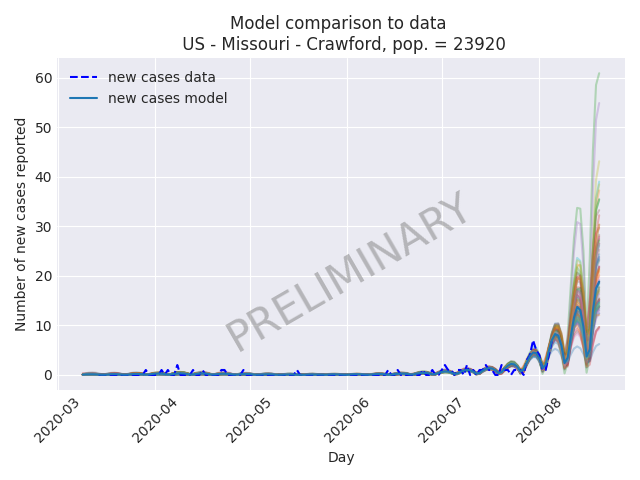 Model comparison to data
US - Missouri - Crawford, pop. = 23920
new cases data
new cases model
Number of new cases reported
60
50
40
30
20
10
0
PRELIMINARY
2020-03
2020-04
2020-05
2020-06
2020-07
2020-08
Day